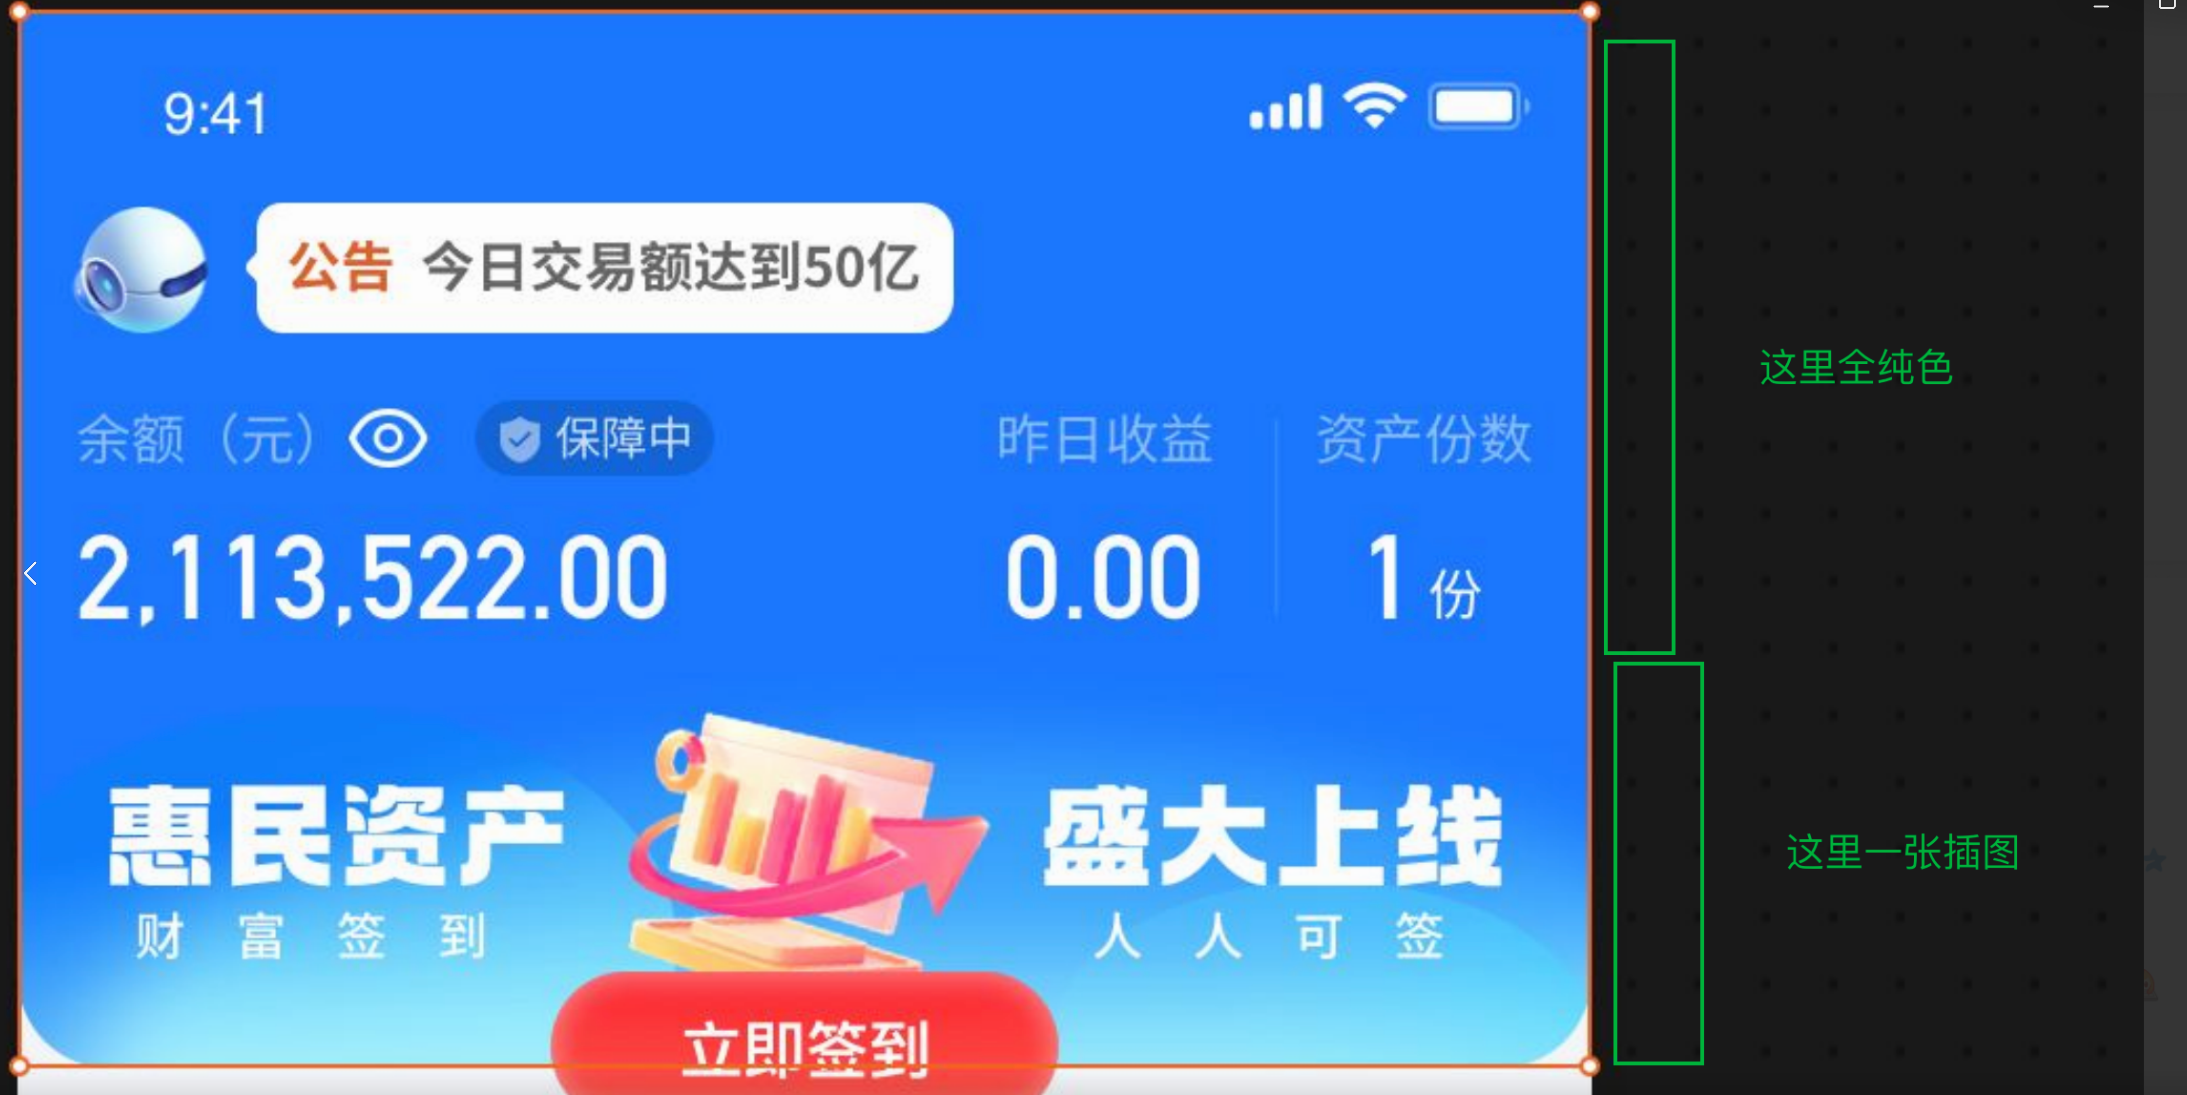 9:41
公告 今日交易额达到50亿
这里全纯色
余额（元） 保障中 昨日收益 资产份数
2,113,522.00 0.00 1 份
惠民资产 盛大上线
这里一张插图
财富签到 人人可签
立即签到